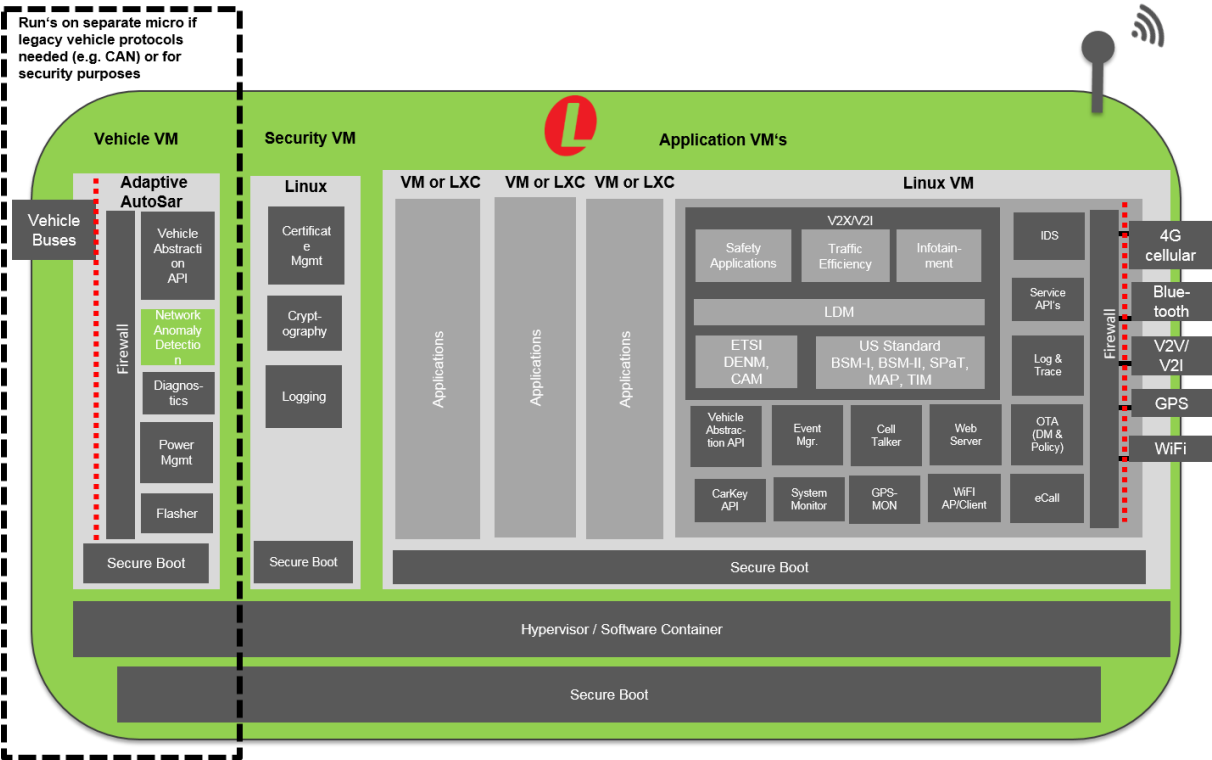 Run's on separate micro if
legacy vehicle protocols
needed (e.g. CAN) or for
security purposes
Vehicle VM
Security VM
L
Application VM's
Adaptive
AutoSar
Linux
VM or LXC
VM or LXC
VM or LXC
Linux VM
Vehicle
Buses
Firewall
Vehicle
Abstracti
on
API
Network
Anomaly
Detectio
n
Diagnos-
tics
Power
Mgmt
Flasher
Secure Boot
Certificat
e
Mgmt
Crypt-
ography
Logging
Secure Boot
Applications
Applications
Applications
V2X/V2I
Safety
Applications
Traffic
Efficiency
Infotain-
ment
LDM
ETSI
DENM,
CAM
US Standard
BSM-I, BSM-II, SPaT,
MAP, TIM
Vehicle
Abstrac-
tion API
Event
Mgr.
Cell
Talker
Web
Server
CarKey
API
System
Monitor
GPS-
MON
WiFI
AP/Client
IDS
Service
API's
Log &
Trace
OTA
(DM &
Policy)
eCall
Firewall
4G
cellular
Blue-
tooth
V2V/
V2I
GPS
WiFi
Secure Boot
Hypervisor / Software Container
Secure Boot